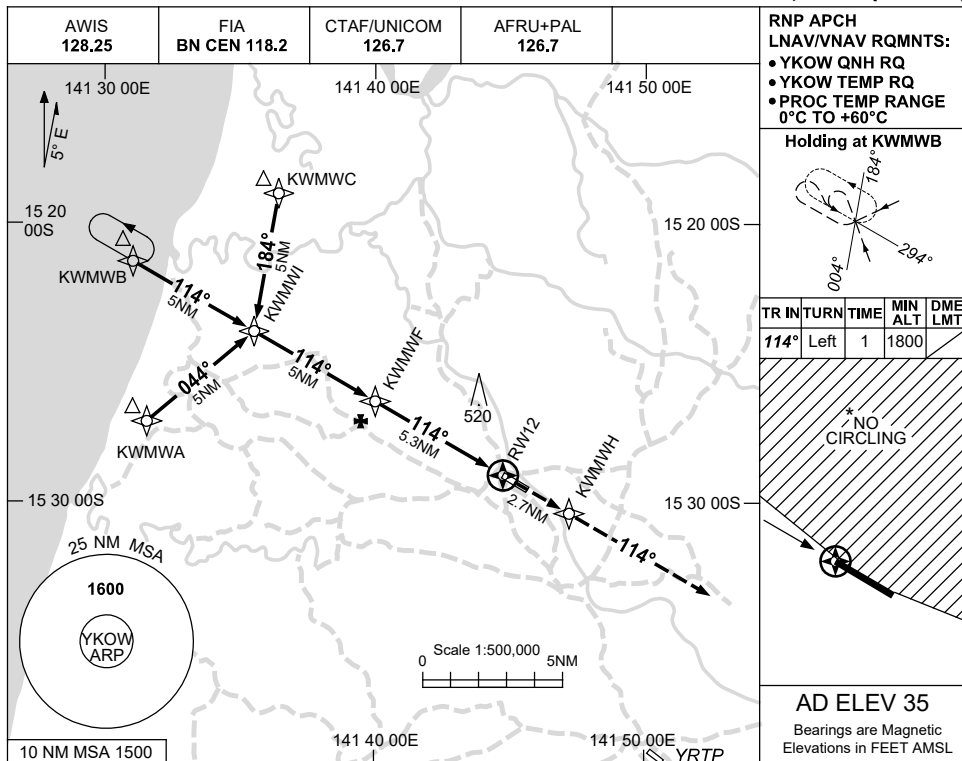 AWIS
128.25
FIA
BN CEN 118.2
CTAF/UNICOM
126.7
AFRU+PAL
126.7
RNP APCH
LNAV/VNAV RQMNTS:
• YKOW QNH RQ
• YKOW TEMP RQ
• PROC TEMP RANGE
0°C TO +60°C
141 30 00E
141 40 00E
141 50 00E
5° E
KWMWC
15 20
00S
15 20 00S
184°
5NM
KWMWB
114°
5NM
KWMWI
044°
5NM
KWMWA
114°
5NM
KWMWF
520
114°
5.3NM
RW12
2.7NM
KWMWH
114°
15 30 00S
15 30 00S
25 NM MSA
1600
YKOW
ARP
Scale 1:500,000
0
5NM
10 NM MSA 1500
141 40 00E
141 50 00E
YRTP
Holding at KWMWB
184°
294°
004°
TR IN TURN TIME MIN ALT DME LMT
114° Left 1 1800
*NO
CIRCLING
AD ELEV 35
Bearings are Magnetic
Elevations in FEET AMSL